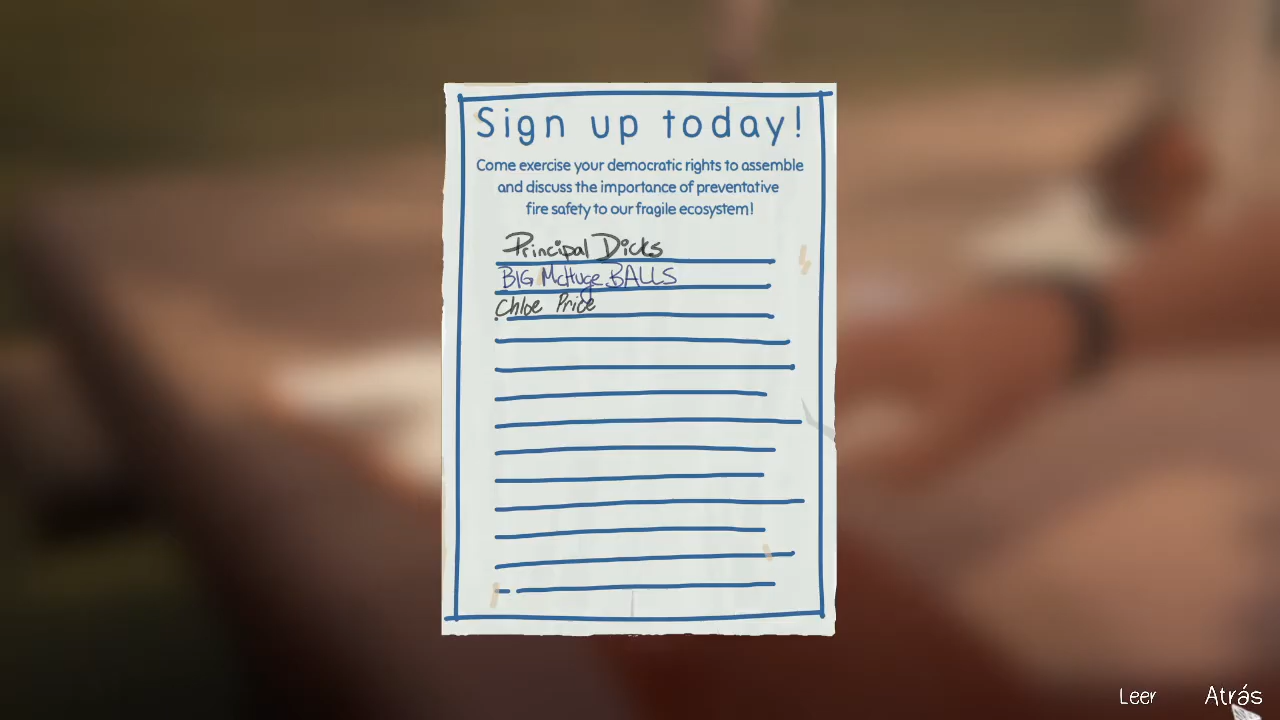 Sign up today!
Come exercise your democratic rights to assemble
and discuss the importance of preventative
fire safety to our fragile ecosystem!
Principal Dicks
BIG McHuge BALLS
Chloe Price
Leer Atrás